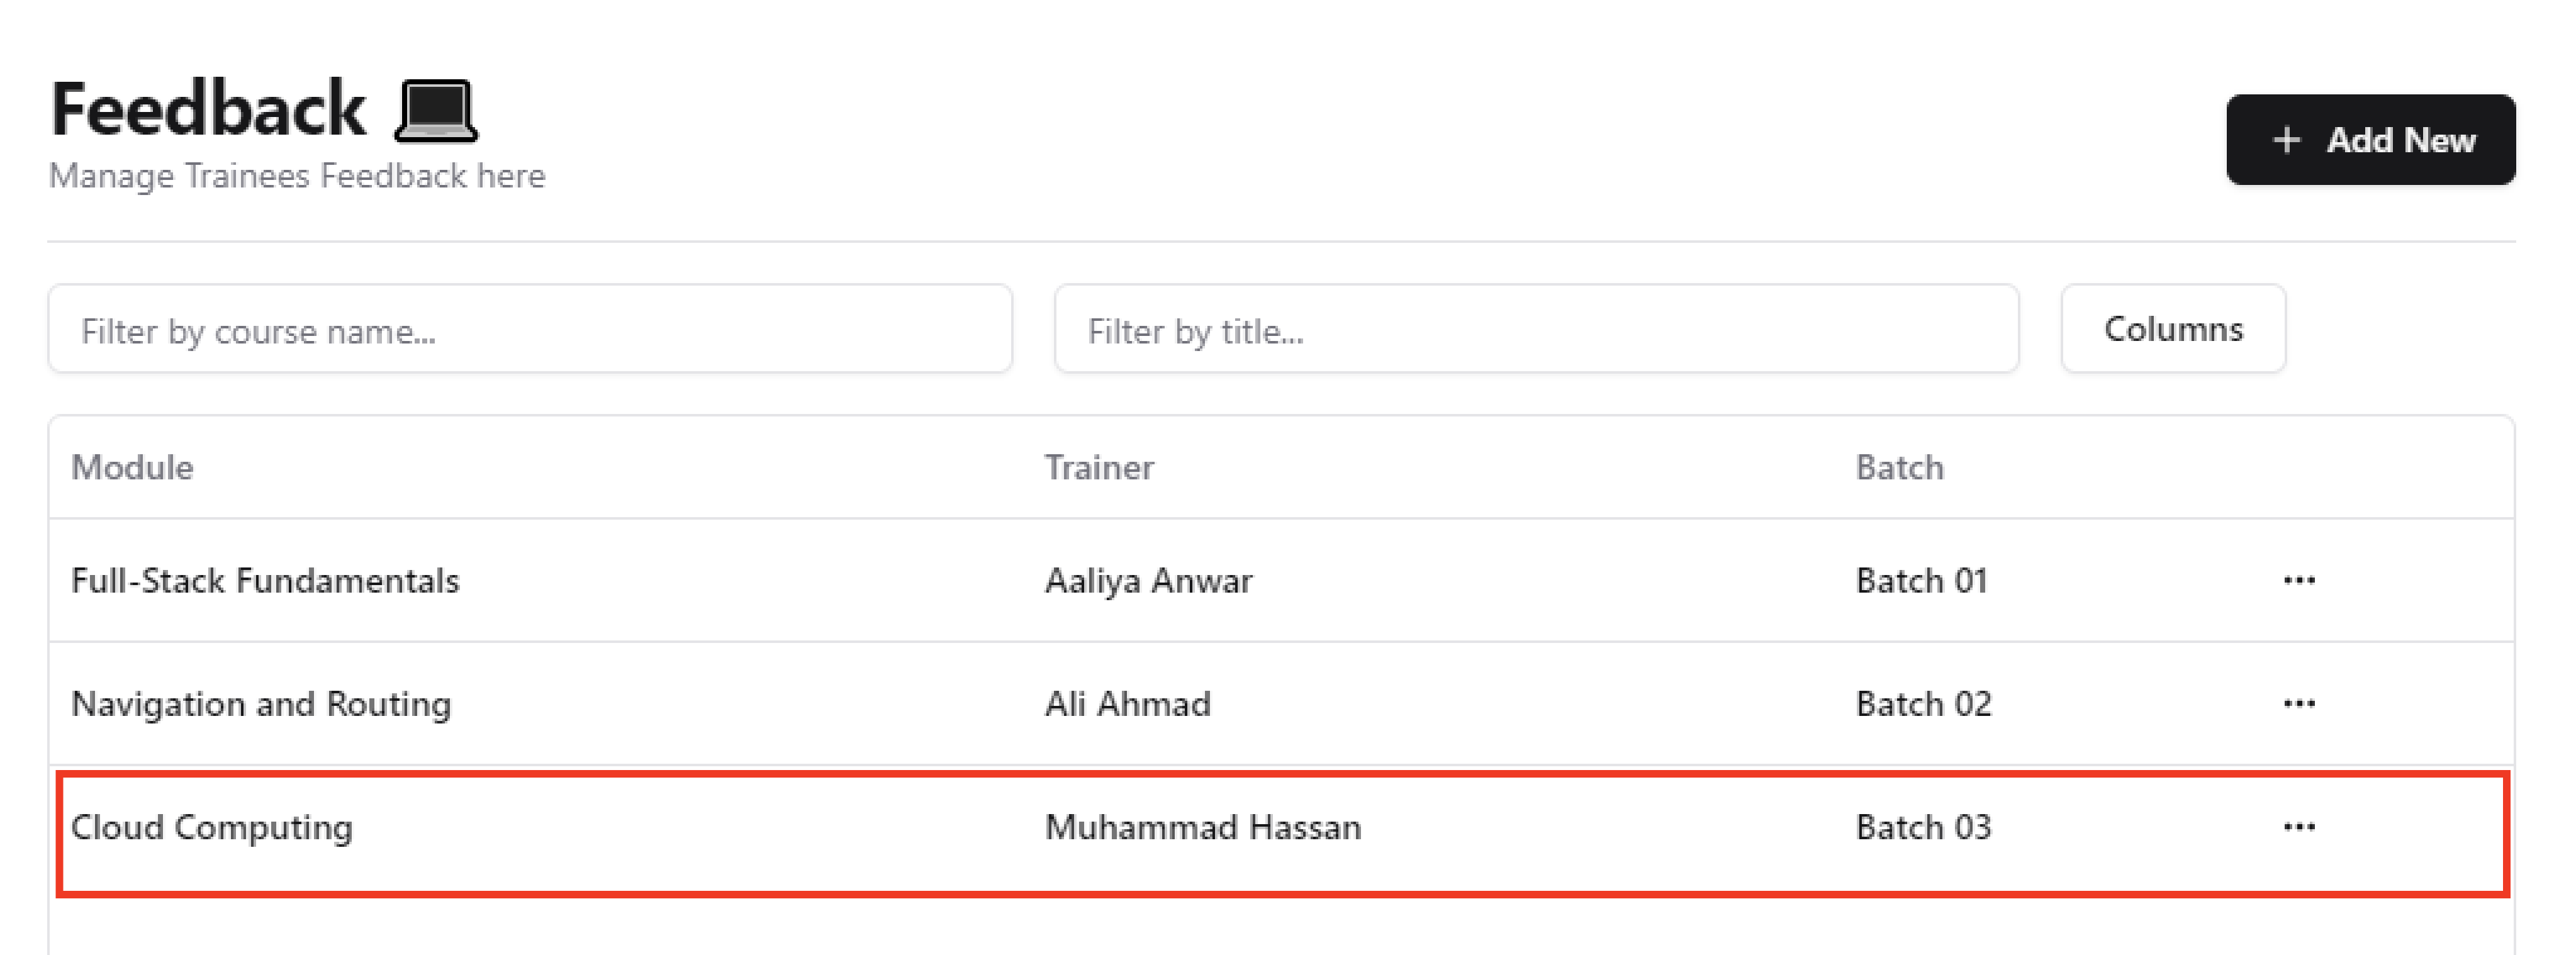 Feedback 💻
Manage Trainees Feedback here
+ Add New
Filter by course name...
Filter by title...
Columns
Module Trainer Batch
Full-Stack Fundamentals Aaliya Anwar Batch 01 ...
Navigation and Routing Ali Ahmad Batch 02 ...
Cloud Computing Muhammad Hassan Batch 03 ...